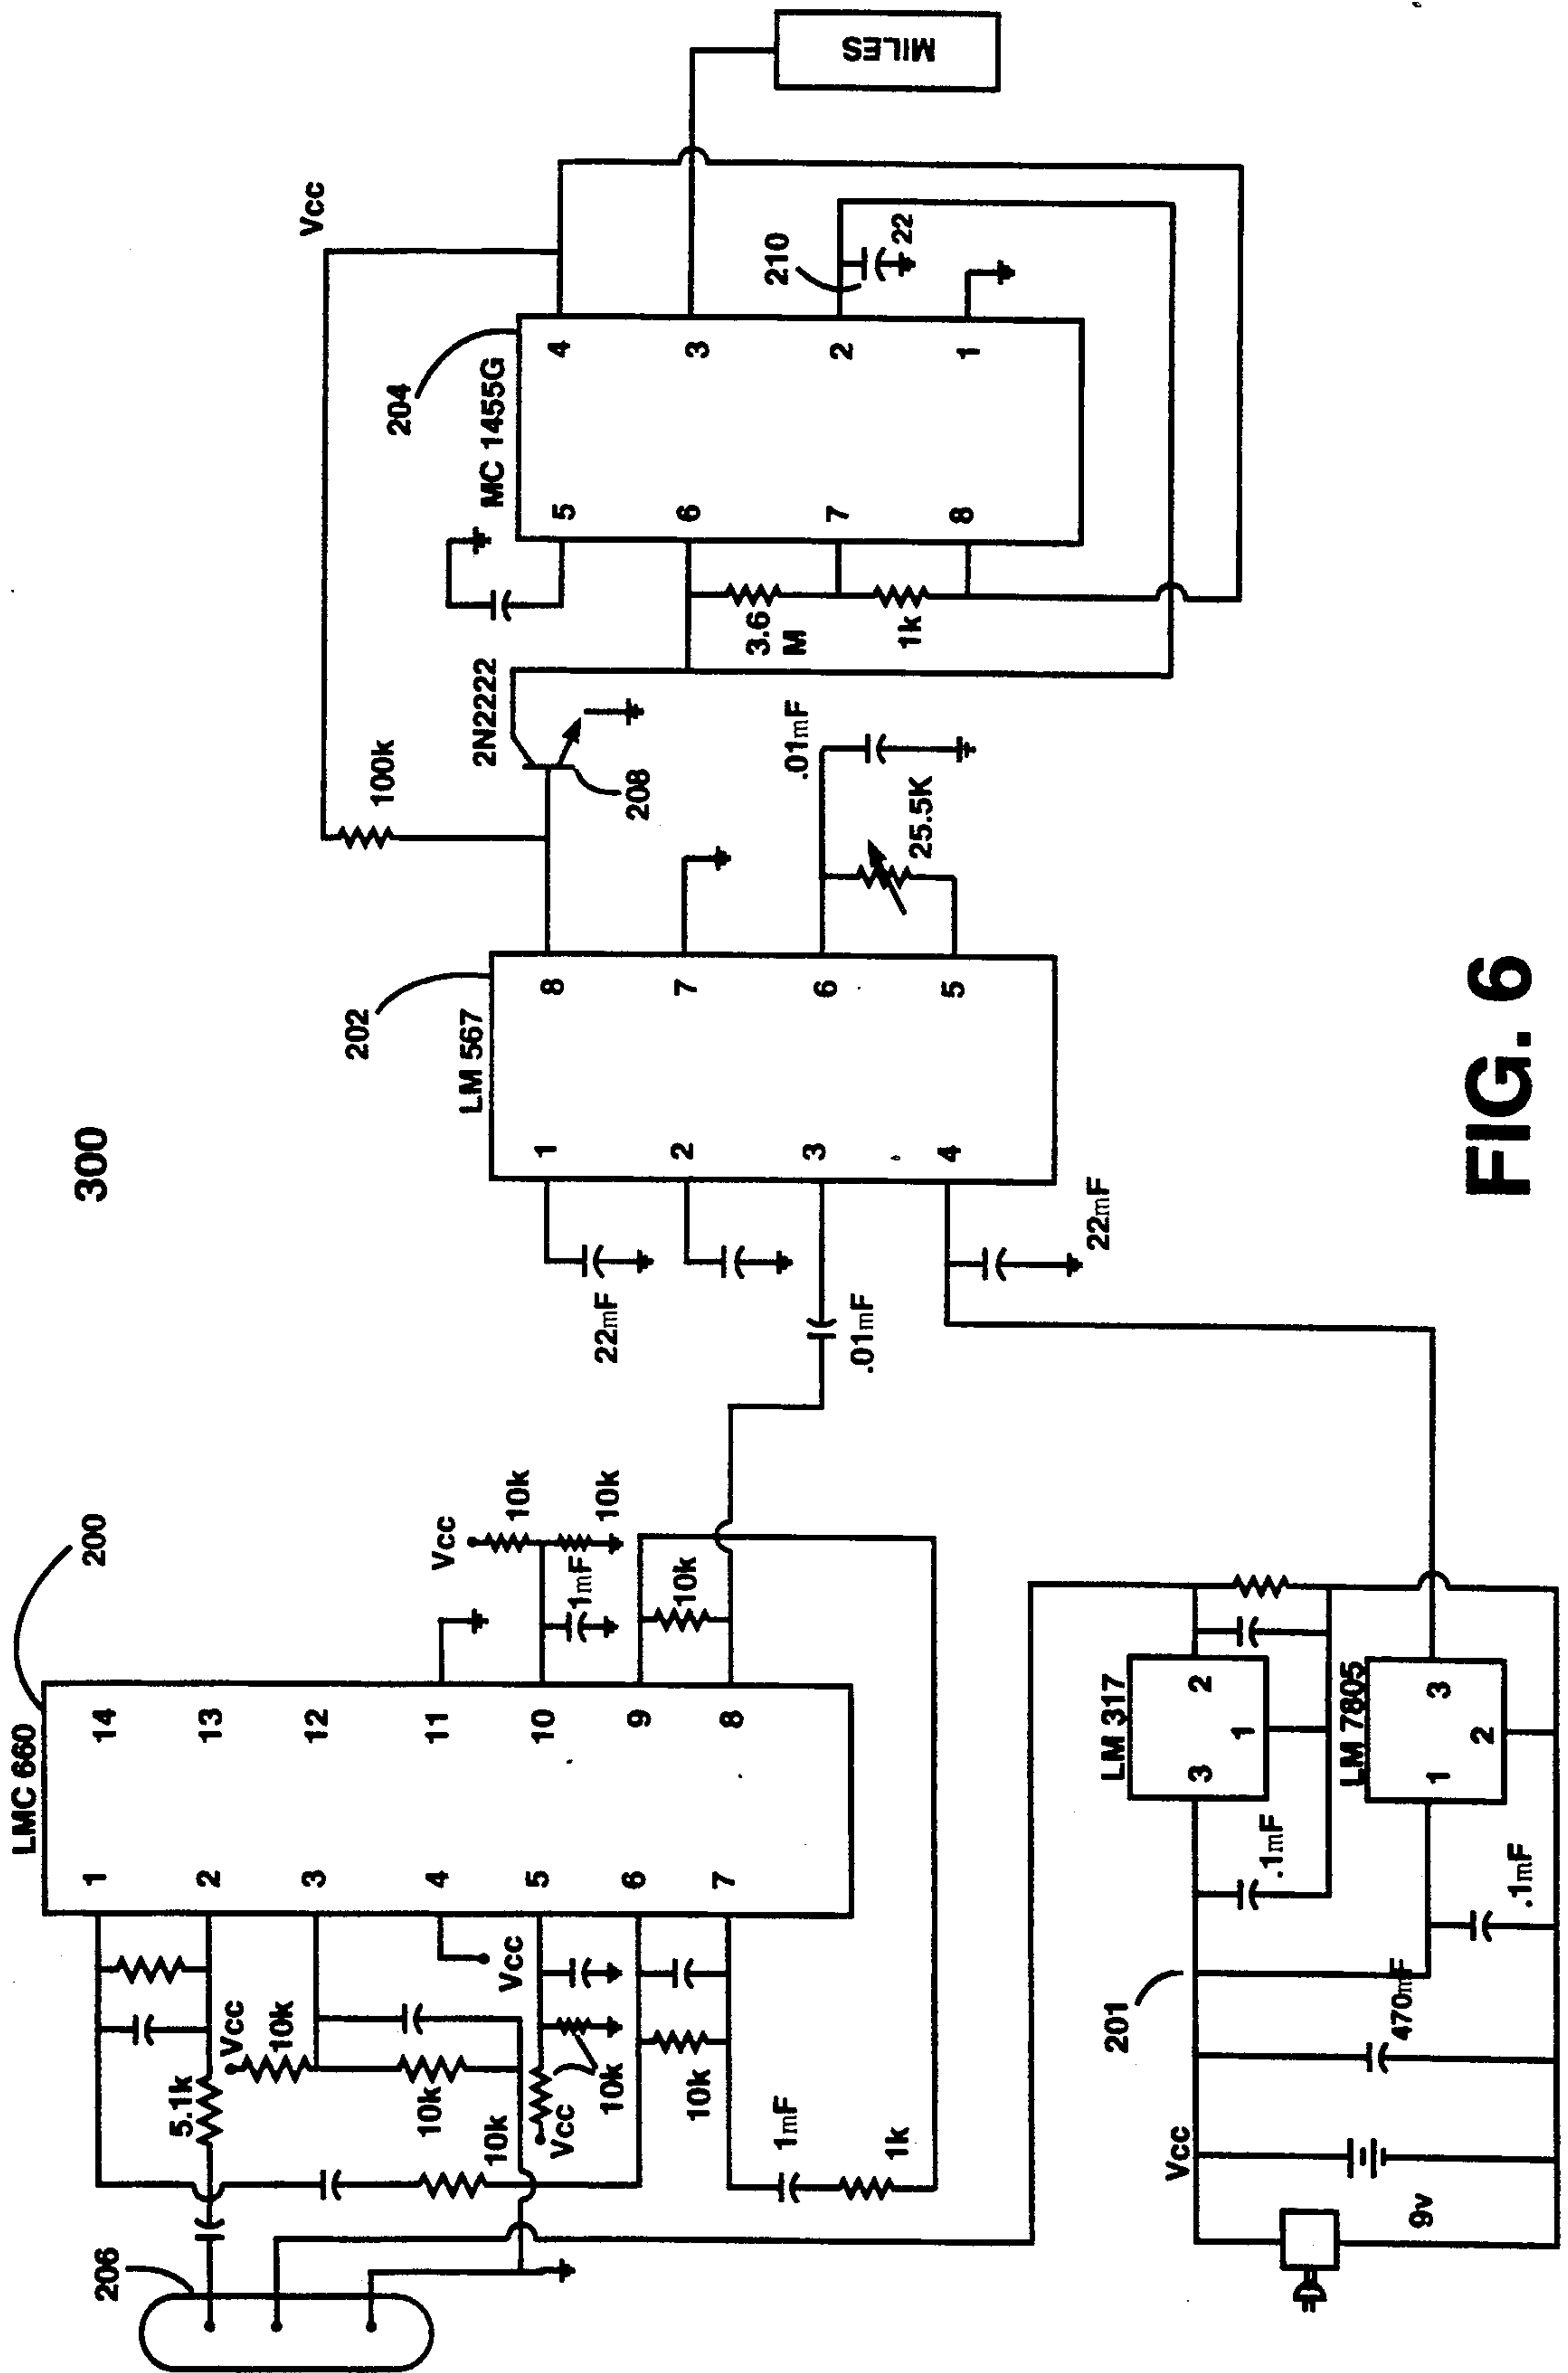 300
200
LMC 660
1
2
3
4
5
6
7
14
13
12
11
10
9
8
206
5.1k
Vcc
10k
10k
10k
Vcc
Vcc
10k
10k
1mF
1k
Vcc
10k
10k
1mF
10k
.01mF
202
LM 567
1
2
3
4
8
7
6
5
22mF
22mF
.01mF
25.5K
100k
2N2222
208
Vcc
204
MC 1455G
5
6
7
8
4
3
2
1
3.6
M
1k
210
22
MILES
201
Vcc
9v
470mF
.1mF
.1mF
LM 317
3
1
2
LM 7805
1
2
3
FIG. 6